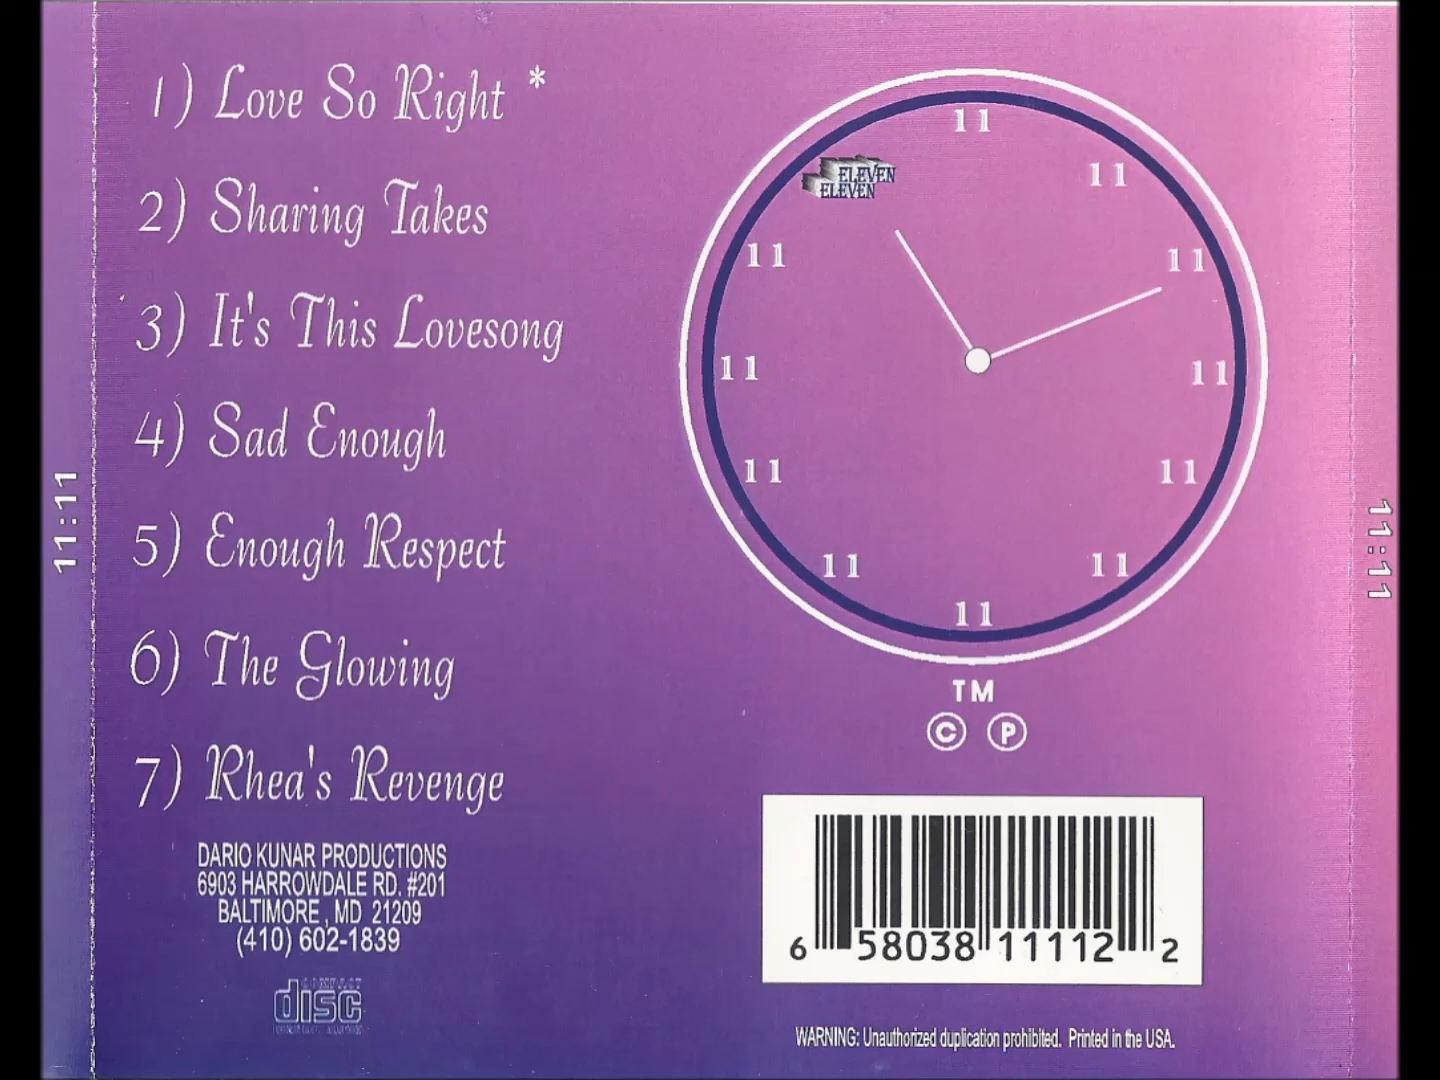 1) Love So Right *
2) Sharing Takes
3) It's This Lovesong
4) Sad Enough
5) Enough Respect
6) The Glowing
7) Rhea's Revenge
DARIO KUNAR PRODUCTIONS
6903 HARROWDALE RD. #201
BALTIMORE, MD 21209
(410) 602-1839
COMPACT
disc
11:11
11
11
ELEVEN
ELEVEN
11
11
11
11
11
11
11
11
11
TM
© ℗
6 58038 11112 2
WARNING: Unauthorized duplication prohibited. Printed in the USA.
11:11